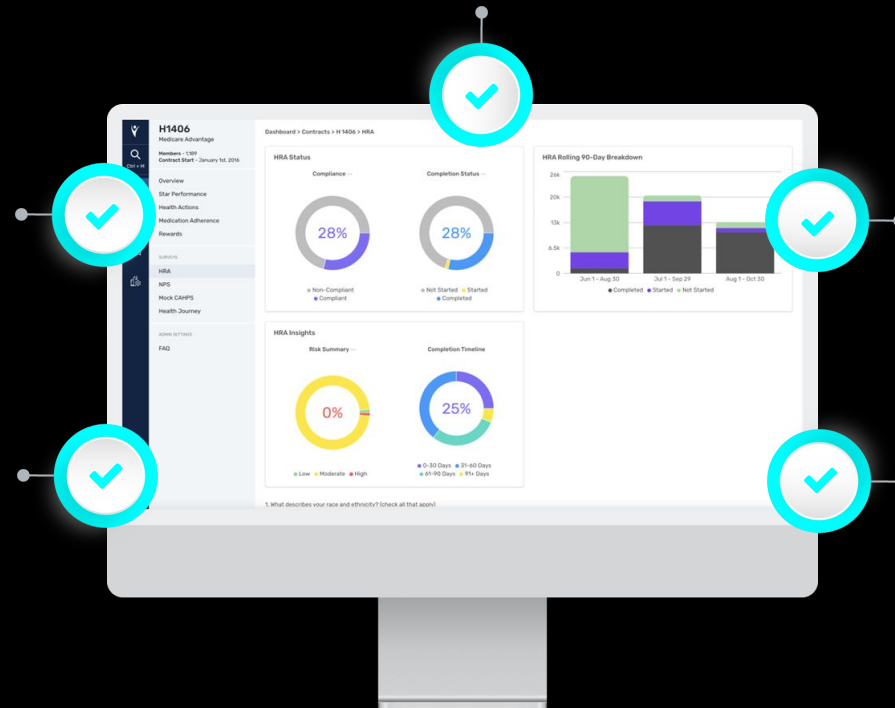 H1406
Medicare Advantage
Members - 1,189
Contract Start - January 1st, 2016
Ctrl + M
Overview
Star Performance
Health Actions
Medication Adherence
Rewards
SURVEYS
HRA
NPS
Mock CAHPS
Health Journey
ADMIN SETTINGS
FAQ
Dashboard > Contracts > H 1406 > HRA
HRA Status
Compliance
28%
Non-Compliant
Compliant
Completion Status
28%
Not Started Started
Completed
HRA Rolling 90-Day Breakdown
26k
20k
13k
6.5k
0
Jun 1 - Aug 30 Jul 1 - Sep 29 Aug 1 - Oct 30
Completed Started Not Started
HRA Insights
Risk Summary
0%
Low Moderate High
Completion Timeline
25%
0-30 Days 31-60 Days
61-90 Days 91+ Days
1. What describes your race and ethnicity? (check all that apply)